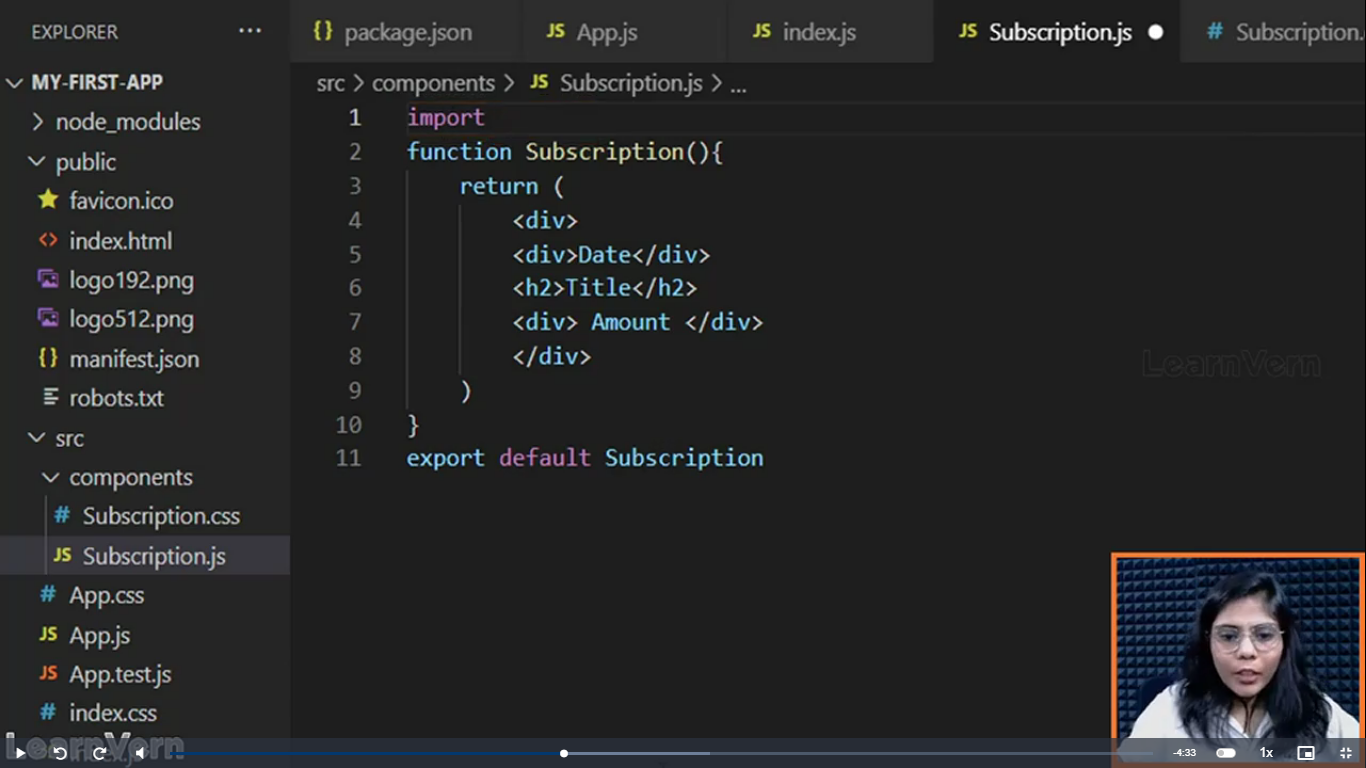 EXPLORER ...
MY-FIRST-APP
node_modules
public
favicon.ico
index.html
logo192.png
logo512.png
manifest.json
robots.txt
src
components
Subscription.css
Subscription.js
App.css
App.js
App.test.js
index.css
{} package.json JS App.js JS index.js JS Subscription.js # Subscription.
src > components > JS Subscription.js > ...
1 import
2 function Subscription(){
3 return (
4 <div>
5 <div>Date</div>
6 <h2>Title</h2>
7 <div> Amount </div>
8 </div>
9 )
10 }
11 export default Subscription
LearnVern
LearnVern
-4:33 1x